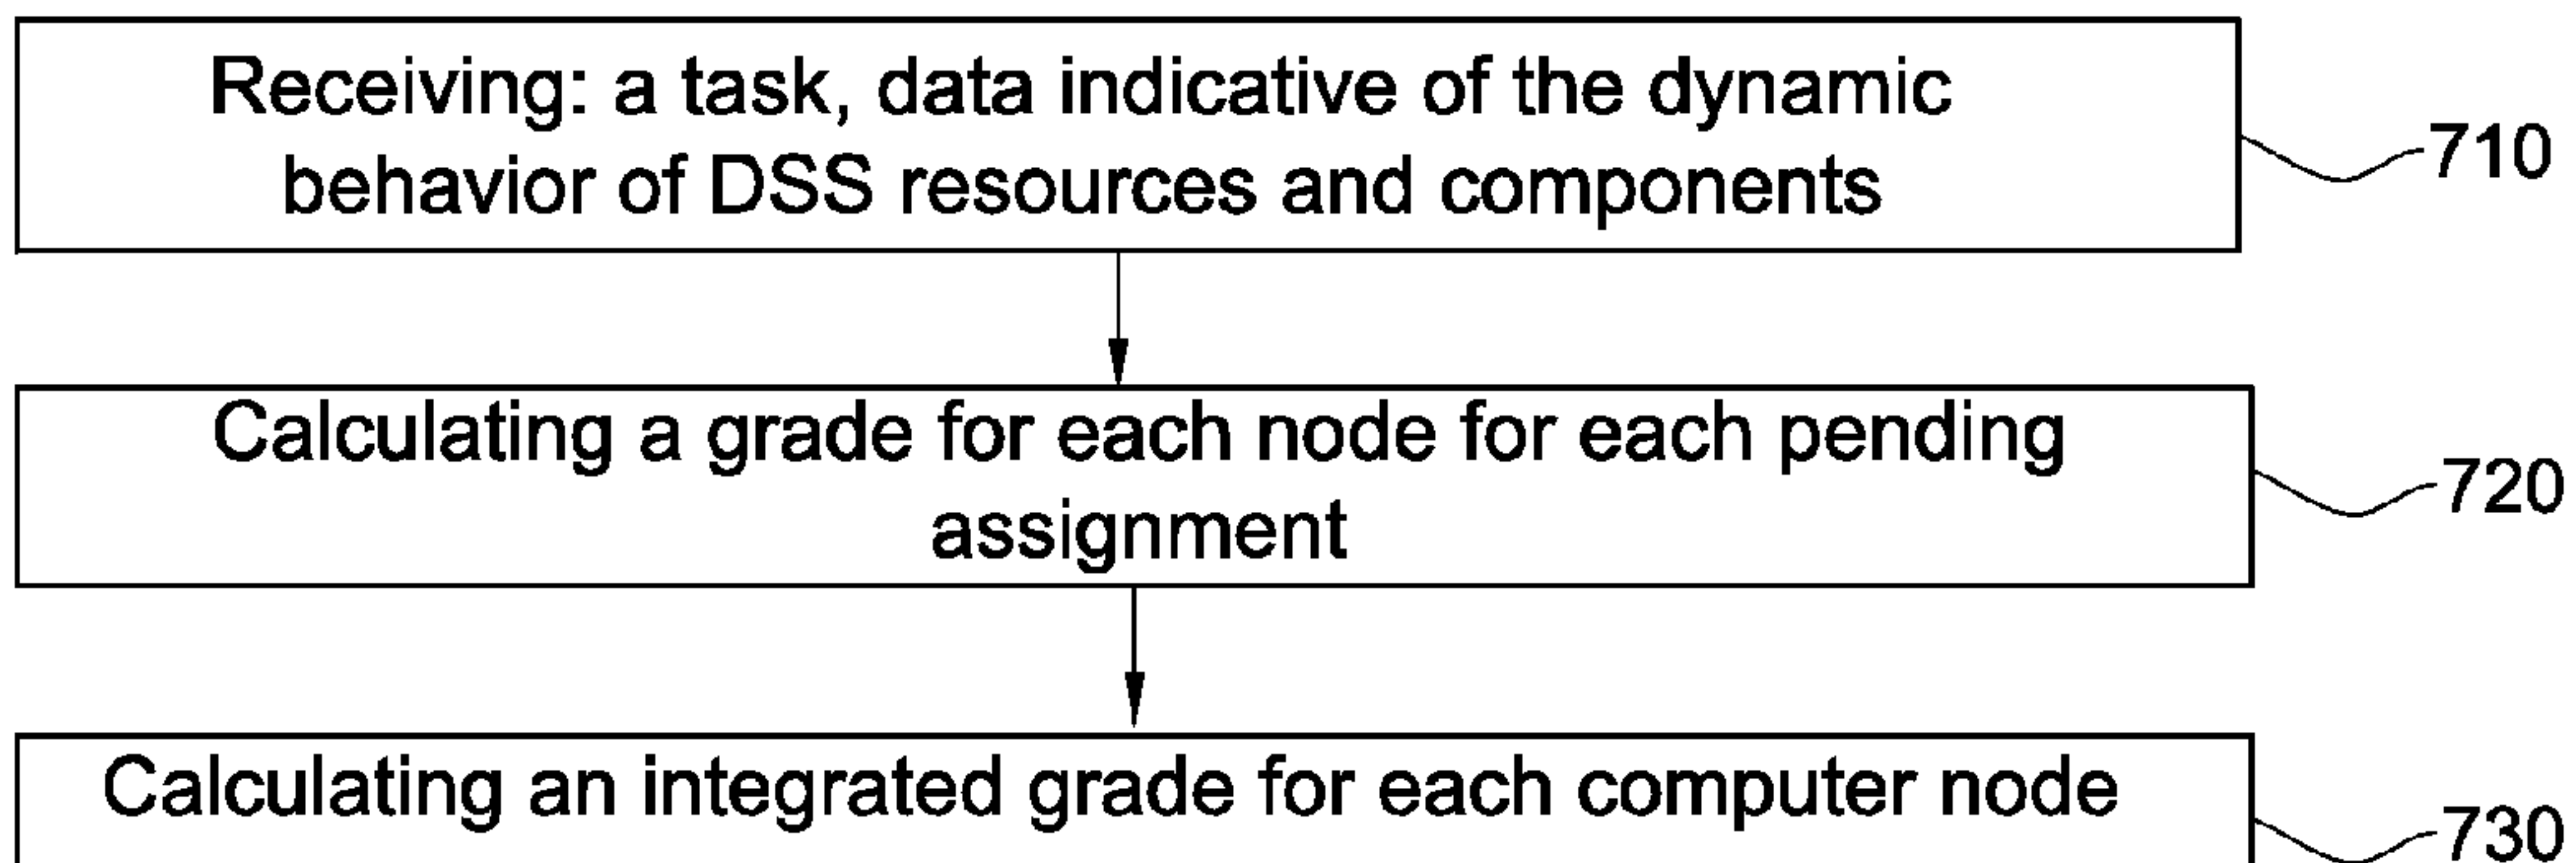 Receiving: a task, data indicative of the dynamic
behavior of DSS resources and components
710
Calculating a grade for each node for each pending
assignment
720
Calculating an integrated grade for each computer node
730